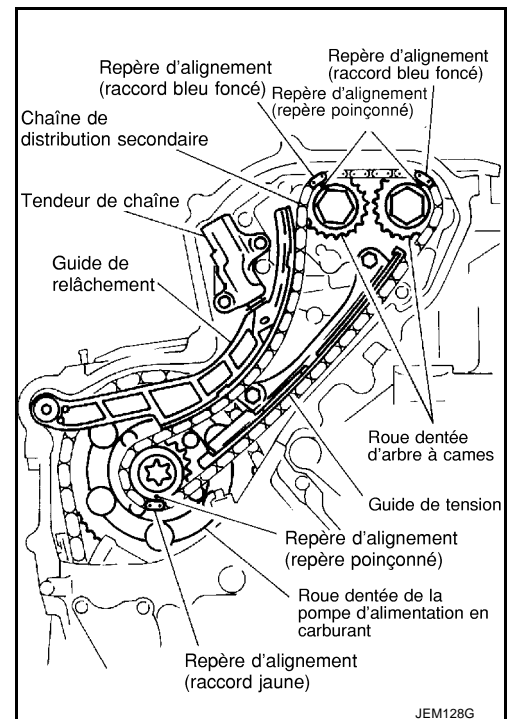 Repère d'alignement
(raccord bleu foncé)
Repère d'alignement
(raccord bleu foncé)
Repère d'alignement
(repère poinçonné)
Chaîne de
distribution secondaire
Tendeur de chaîne
Guide de
relâchement
Roue dentée
d'arbre à cames
Guide de tension
Repère d'alignement
(repère poinçonné)
Roue dentée de la
pompe d'alimentation en
carburant
Repère d'alignement
(raccord jaune)
JEM128G